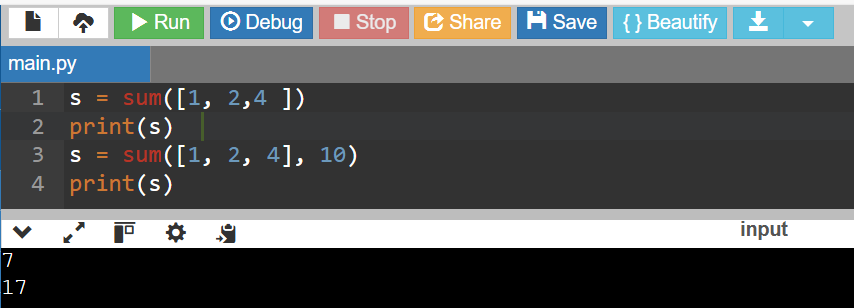 Run Debug Stop Share Save { } Beautify
main.py
1 s = sum([1, 2,4 ])
2 print(s)
3 s = sum([1, 2, 4], 10)
4 print(s)
input
7
17